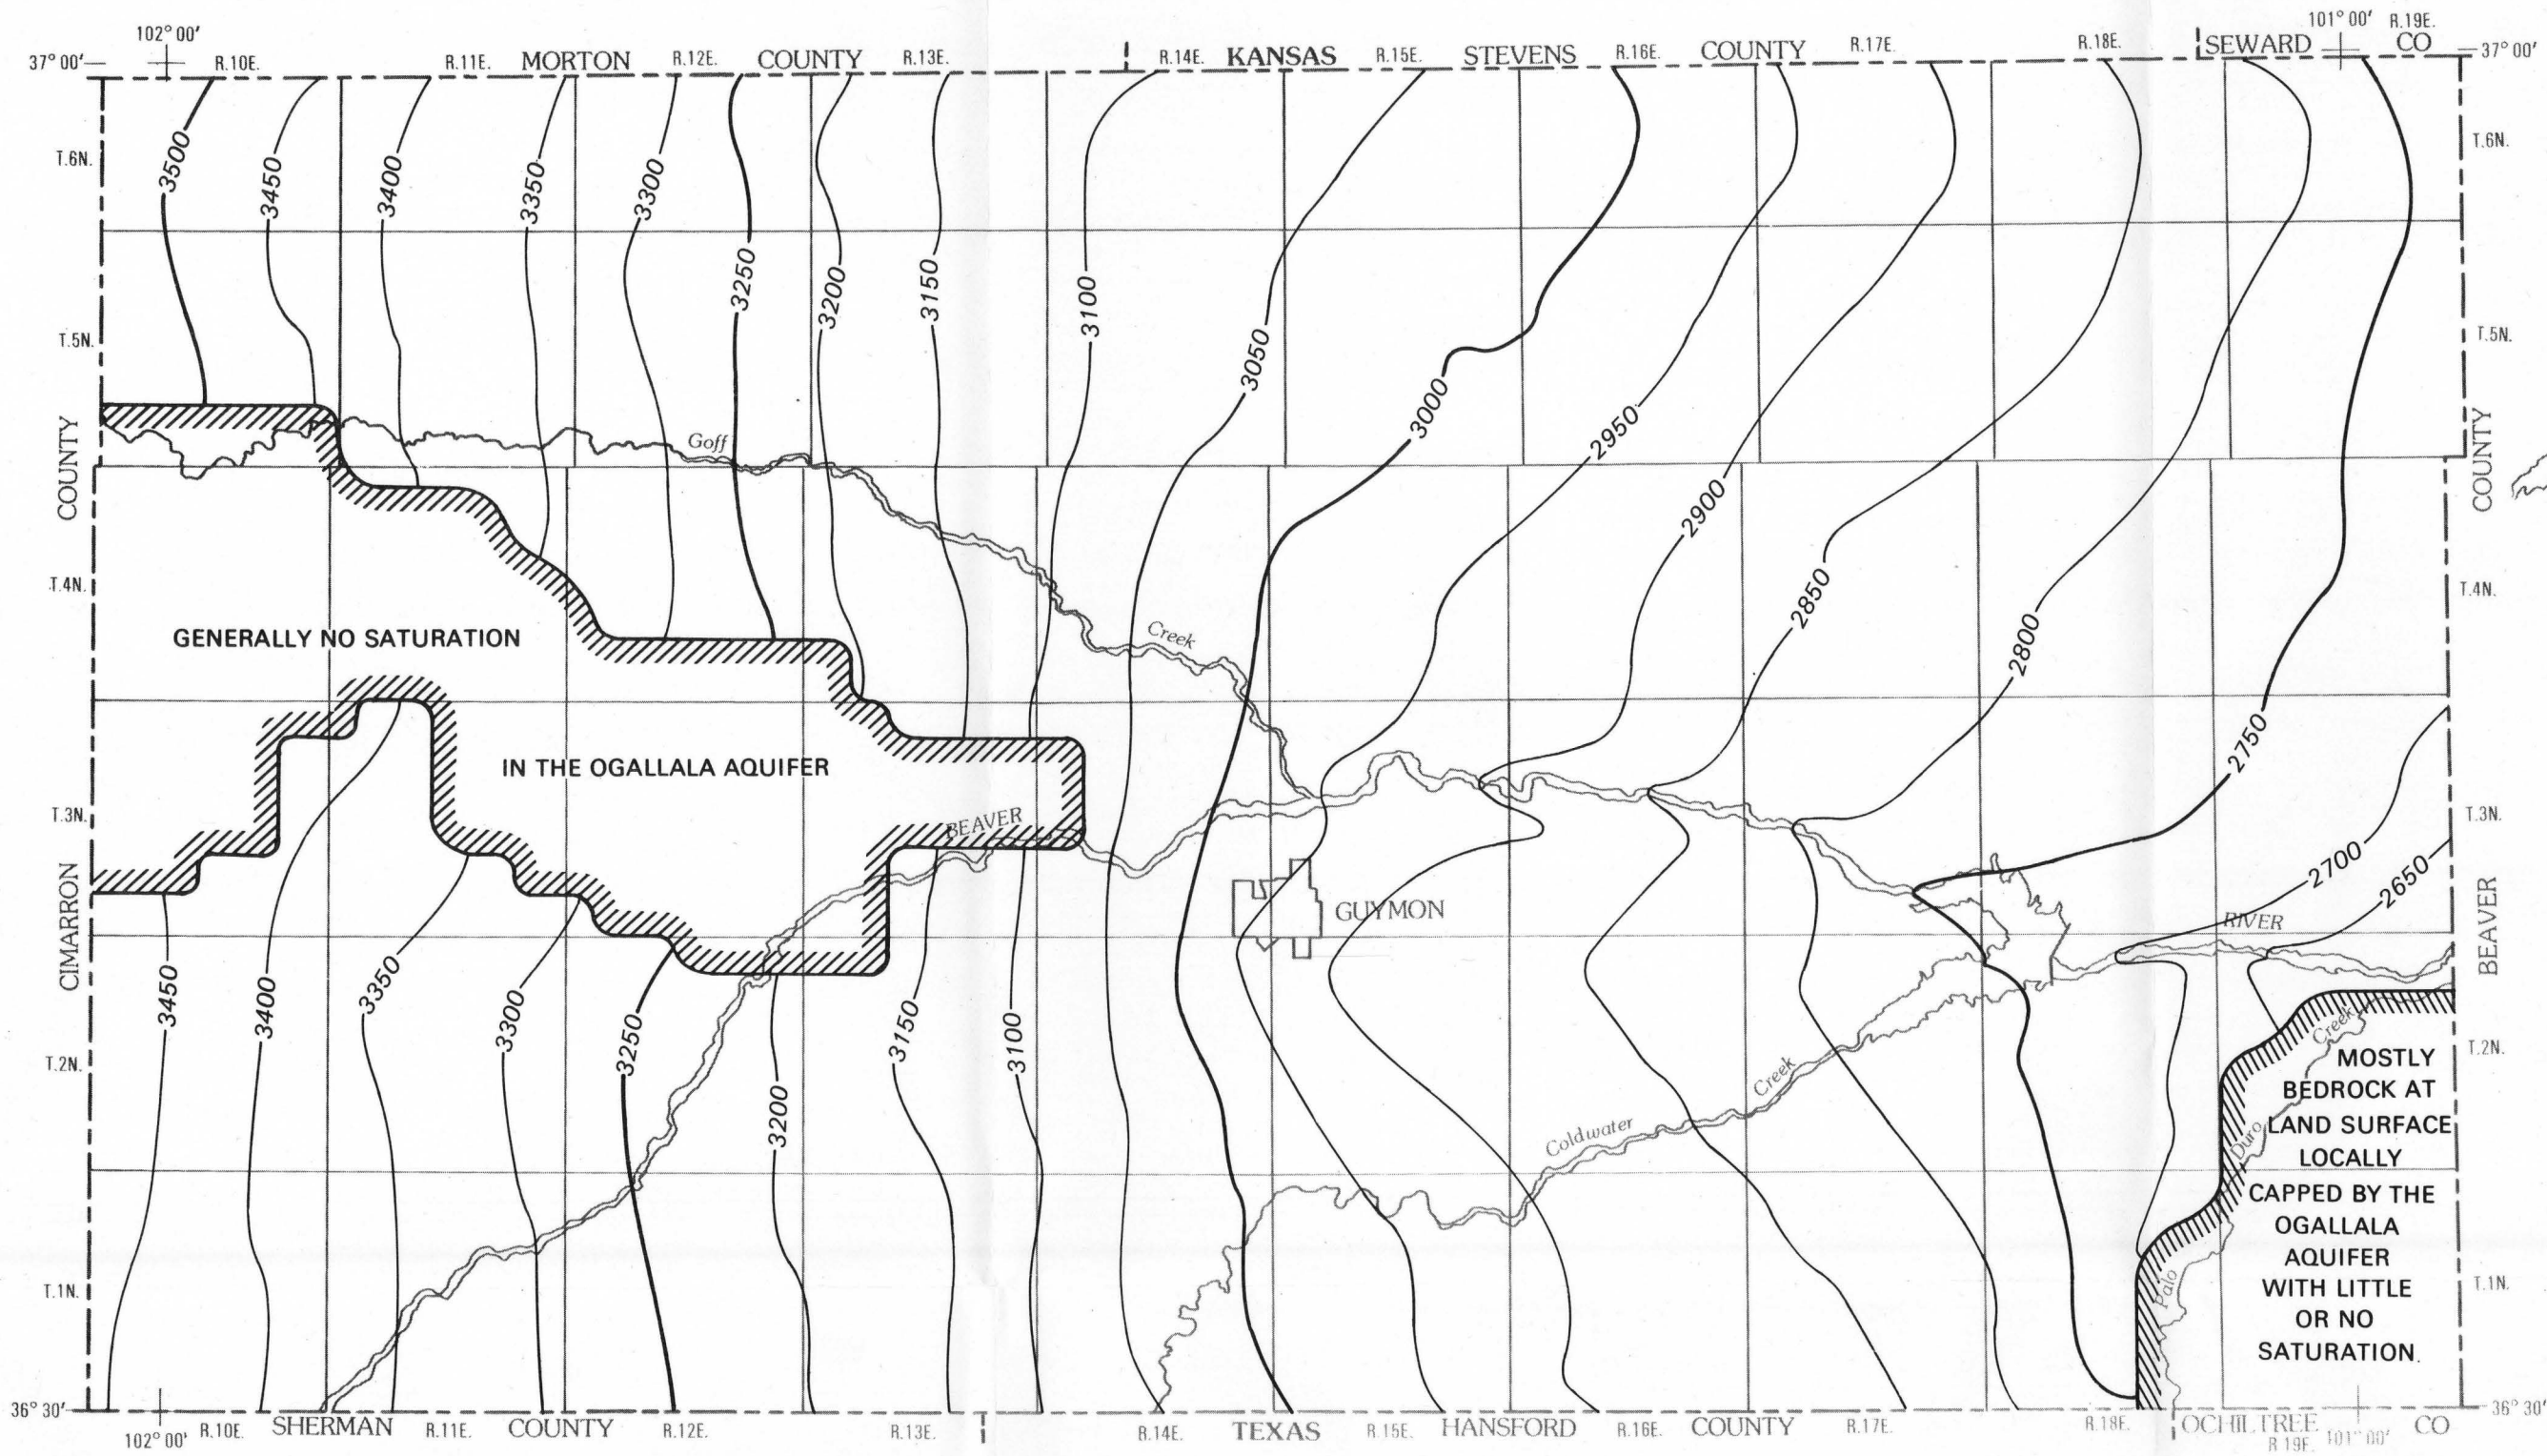 102° 00'
101° 00' R.19E.
37° 00' R.10E. R.11E. MORTON R.12E. COUNTY R.13E. R.14E. KANSAS R.15E. STEVENS R.16E. COUNTY R.17E. R.18E. SEWARD CO 37° 00'
T.6N. T.6N.
3500
3450
3400
3350
3300
3250
3200
3150
3100
T.5N. T.5N.
3050
3000
2950
COUNTY
Goff
COUNTY
2900
T.4N. T.4N.
2850
GENERALLY NO SATURATION
Creek
2800
IN THE OGALLALA AQUIFER
2750
T.3N. T.3N.
BEAVER
2700
2650
CIMARRON
GUYMON
RIVER
BEAVER
3450
3400
3350
3300
3250
3150
3100
T.2N. T.2N.
3200
Coldwater
Creek
Creek
Duro
Palo
MOSTLY
BEDROCK AT
LAND SURFACE
LOCALLY
CAPPED BY THE
OGALLALA
AQUIFER
WITH LITTLE
OR NO
SATURATION.
T.1N. T.1N.
36° 30' 36° 30'
102° 00' R.10E. SHERMAN R.11E. COUNTY R.12E. R.13E. R.14E. TEXAS R.15E. HANSFORD R.16E. COUNTY R.17E. R.18E. OCHILTREE CO
R 19E. 101° 00'